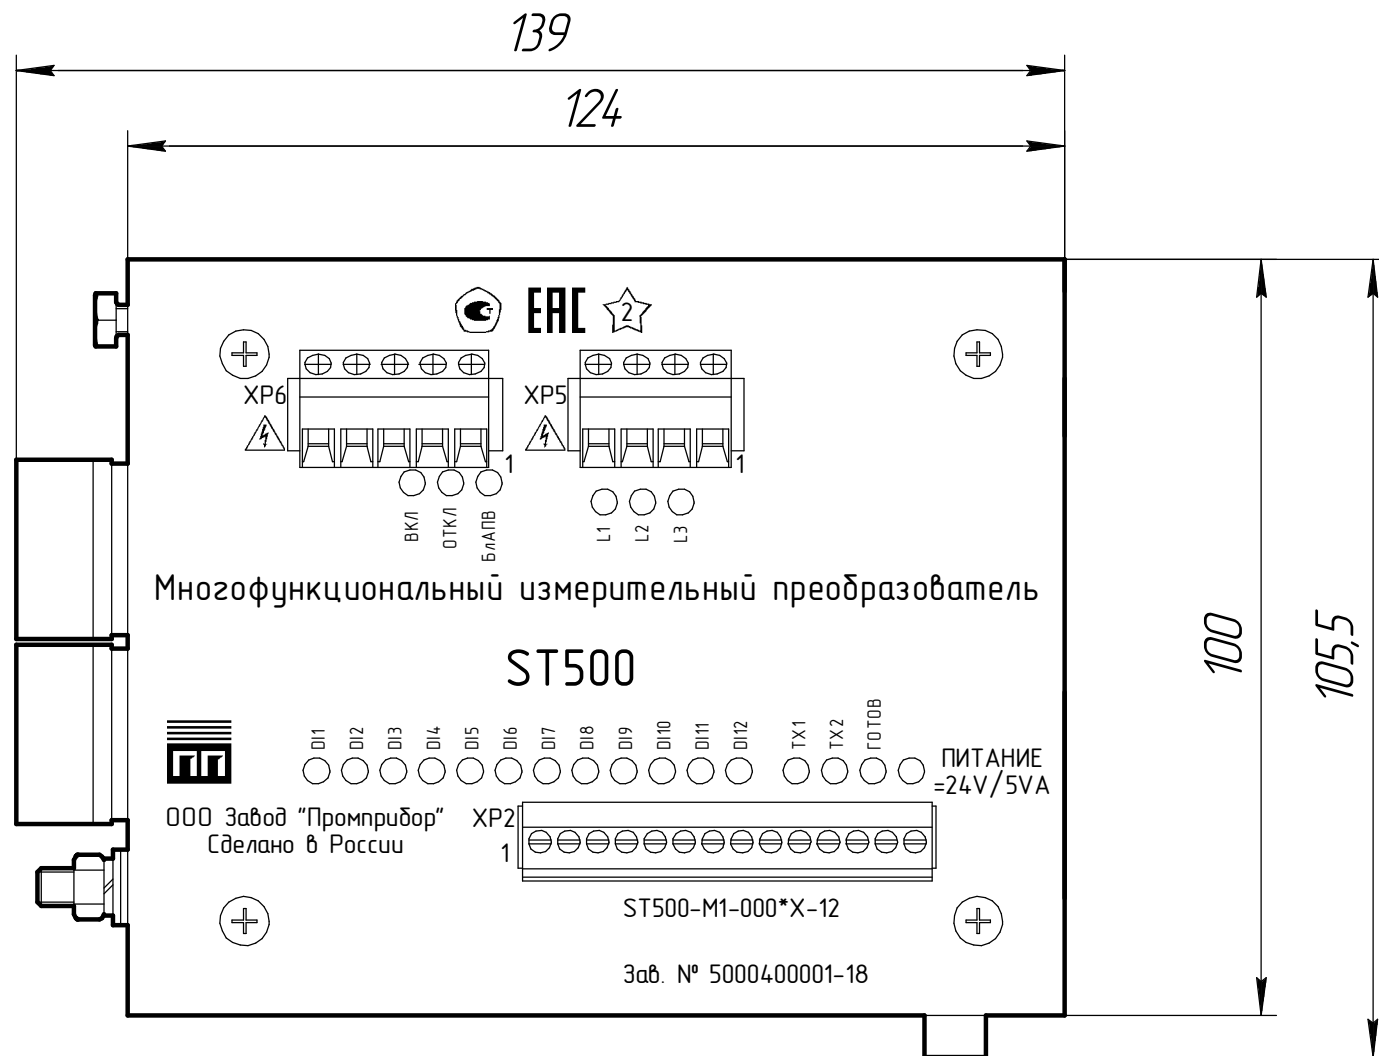 139
124
EAC 2
XP6
XP5
1
1
ВКЛ
ОТКЛ
БлАПВ
L1
L2
L3
Многофункциональный измерительный преобразователь
ST500
100
105,5
DI1
DI2
DI3
DI4
DI5
DI6
DI7
DI8
DI9
DI10
DI11
DI12
TX1
TX2
ГОТОВ
ПИТАНИЕ
=24V/5VA
ПП
ООО Завод "Промприбор"
Сделано в России
XP2
1
ST500-M1-000*X-12
Зав. № 5000400001-18